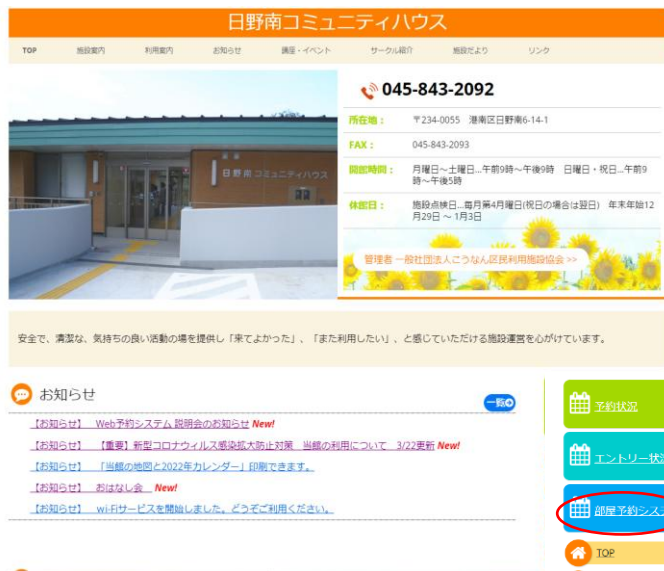 日野南コミュニティハウス
TOP 施設案内 利用案内 お知らせ 講座・イベント サークル紹介 施設だより リンク
日野南コミュニティハウス
045-843-2092
所在地： 〒234-0055 港南区日野南6-14-1
FAX： 045-843-2093
開館時間： 月曜日～土曜日…午前9時～午後9時 日曜日・祝日…午前9
時～午後5時
休館日： 施設点検日…毎月第4月曜日(祝日の場合は翌日) 年末年始12
月29日 ～ 1月3日
管理者 一般社団法人こうなん区民利用施設協会 >>
安全で、清潔な、気持ちの良い活動の場を提供し「来てよかった」、「また利用したい」、と感じていただける施設運営を心がけています。
お知らせ
一覧
【お知らせ】 Web予約システム 説明会のお知らせ New!
【お知らせ】 【重要】新型コロナウィルス感染拡大防止対策 当館の利用について 3/22更新 New!
【お知らせ】 「当館の地図と2022年カレンダー」印刷できます。
【お知らせ】 おはなし会 New!
【お知らせ】 wi-Fiサービスを開始しました。どうぞご利用ください。
予約状況
エントリー状況
部屋予約システ
TOP